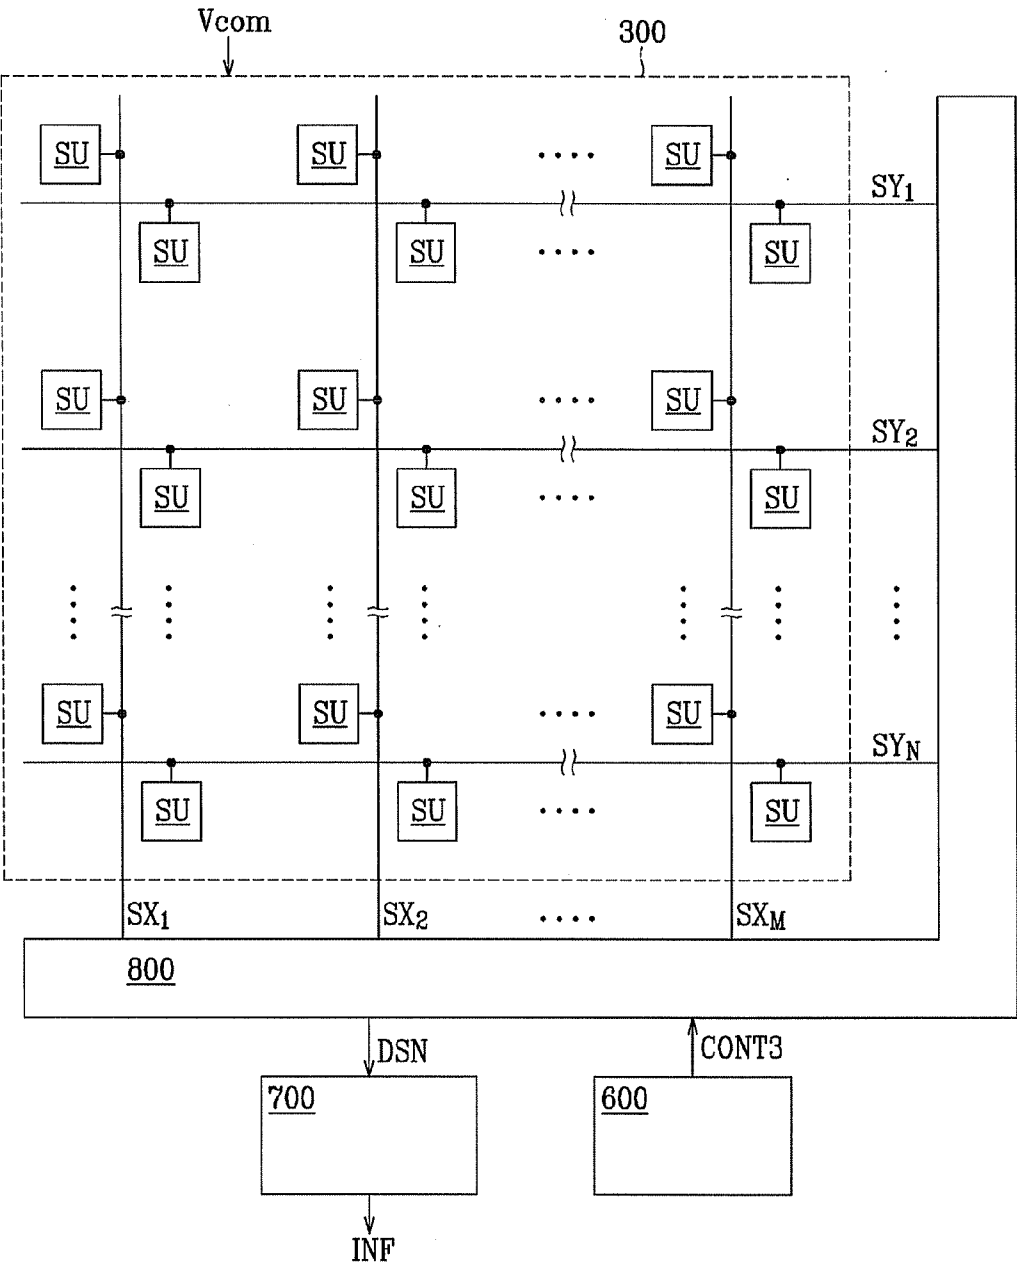 Vcom
300
SU SU SU
SY1
SU SU SU
SU SU SU
SY2
SU SU SU
SU SU SU
SYN
SU SU SU
SX1 SX2 SXM
800
DSN CONT3
700 600
INF